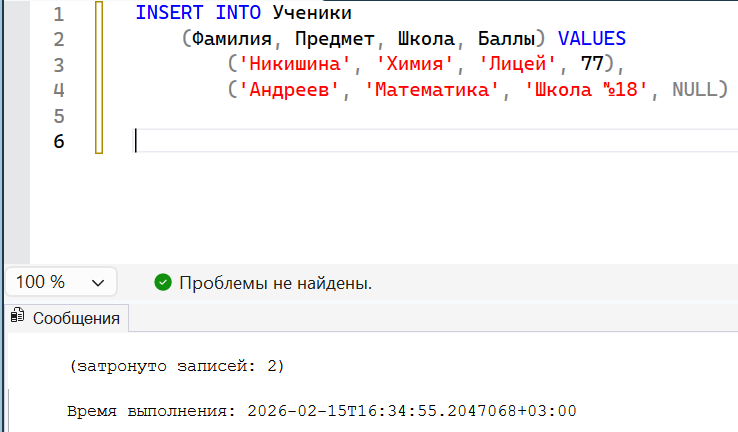 1 INSERT INTO Ученики
2 (Фамилия, Предмет, Школа, Баллы) VALUES
3 ('Никишина', 'Химия', 'Лицей', 77),
4 ('Андреев', 'Математика', 'Школа №18', NULL)
5
6
100 %
Проблемы не найдены.
Сообщения
(затронуто записей: 2)
Время выполнения: 2026-02-15T16:34:55.2047068+03:00